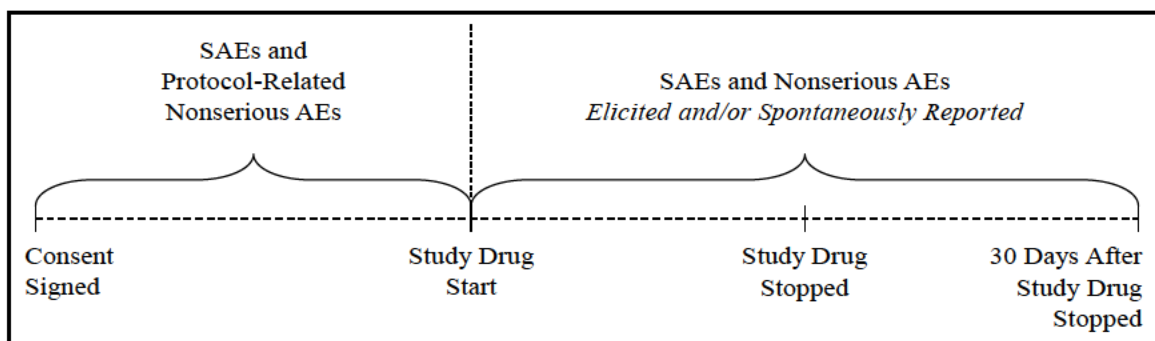 SAEs and
Protocol-Related
Nonserious AEs
SAEs and Nonserious AEs
Elicited and/or Spontaneously Reported
Consent
Signed
Study Drug
Start
Study Drug
Stopped
30 Days After
Study Drug
Stopped